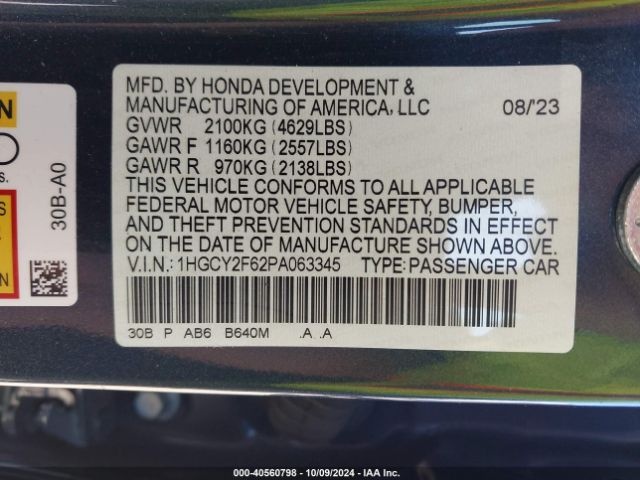 N
s.
S
30B-A0
MFD. BY HONDA DEVELOPMENT &
MANUFACTURING OF AMERICA, LLC 08/'23
GVWR 2100KG (4629LBS)
GAWR F 1160KG (2557LBS)
GAWR R 970KG (2138LBS)
THIS VEHICLE CONFORMS TO ALL APPLICABLE
FEDERAL MOTOR VEHICLE SAFETY, BUMPER,
AND THEFT PREVENTION STANDARDS IN EFFECT
ON THE DATE OF MANUFACTURE SHOWN ABOVE.
V.I.N.: 1HGCY2F62PA063345 TYPE: PASSENGER CAR
30B P AB6 B640M .A .A
000-40560798 - 10/09/2024 - IAA Inc.